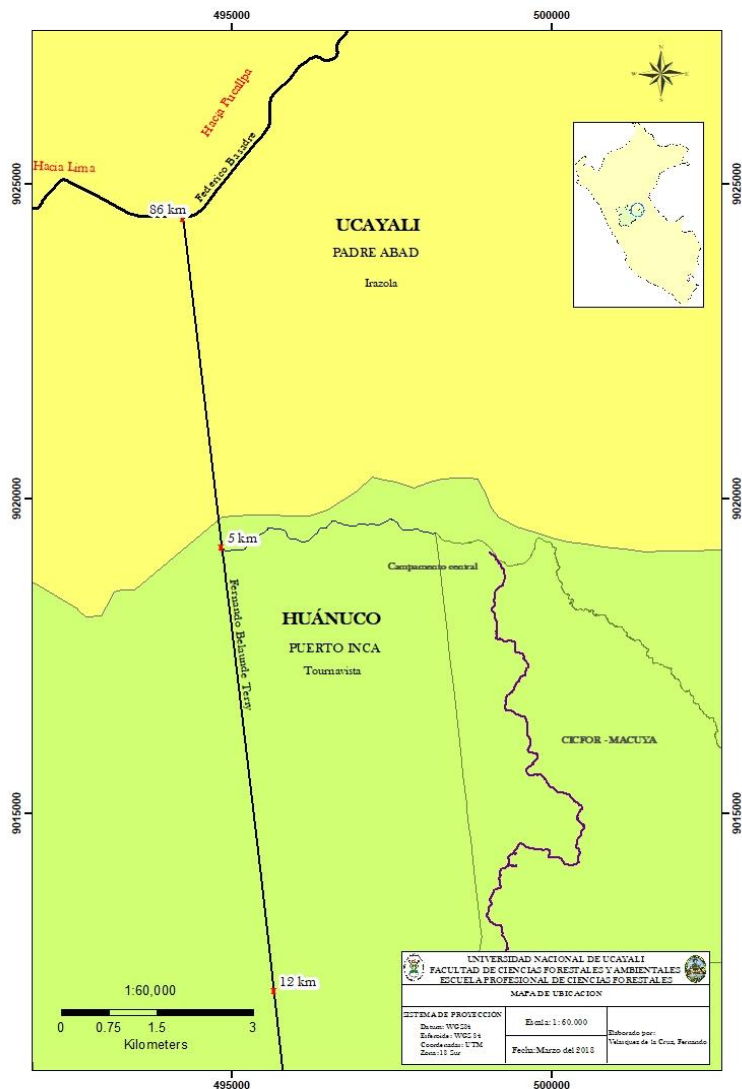 495000
500000
N
W
E
S
Hacia Pucallpa
Hacia Lima
Federico Basadre
9025000
9025000
86 km
UCAYALI
PADRE ABAD
Irazola
9020000
9020000
5 km
Campamento central
Fernando Belaunde Terry
HUÁNUCO
PUERTO INCA
Tournavista
CICFOR - MACUYA
9015000
9015000
12 km
1:60,000
0 0.75 1.5 3
Kilometers
UNIVERSIDAD NACIONAL DE UCAYALI
FACULTAD DE CIENCIAS FORESTALES Y AMBIENTALES
ESCUELA PROFESIONAL DE CIENCIAS FORESTALES
MAPA DE UBICACION
SISTEMA DE PROYECCION
Datum: WGS84
Esferoide: WGS 84
Coordenadas: UTM
Zona: 18 Sur
Escala: 1: 60.000
Fecha: Marzo del 2018
Elaborado por:
Velasquez de la Cruz, Fernando
495000
500000